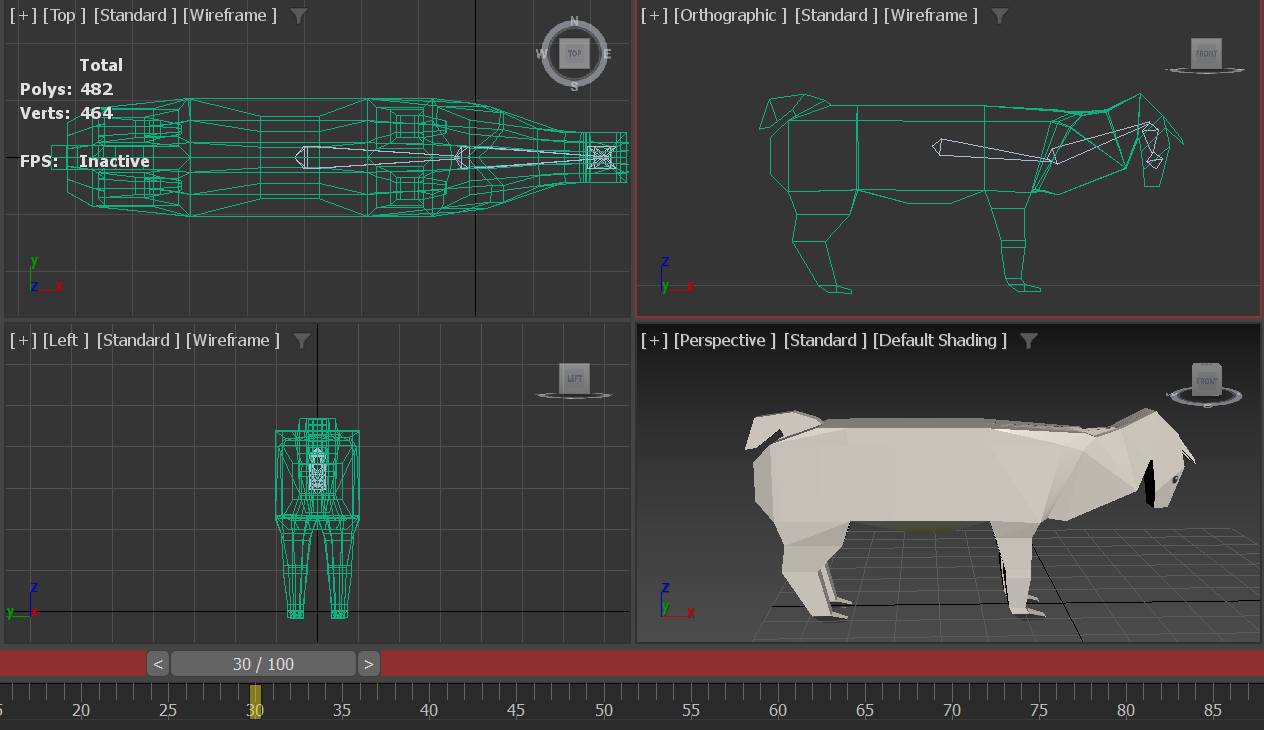 [+] [Top ] [Standard ] [Wireframe ]
Total
Polys: 482
Verts: 464
FPS: Inactive
N
W TOP E
S
y
z x
[+] [Orthographic ] [Standard ] [Wireframe ]
FRONT
z
y x
[+] [Left ] [Standard ] [Wireframe ]
LEFT
z
y x
[+] [Perspective ] [Standard ] [Default Shading ]
FRONT
z
y x
< 30 / 100 >
20 25 30 35 40 45 50 55 60 65 70 75 80 85